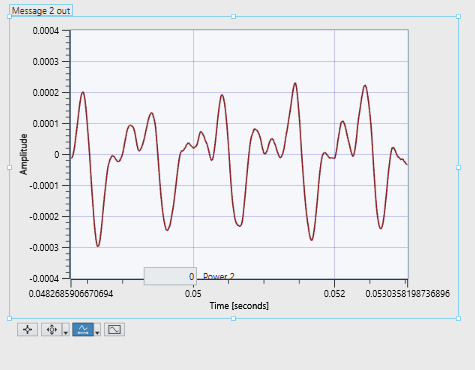 Message 2 out
0.0004
0.0003
0.0002
0.0001
0
-0.0001
-0.0002
-0.0003
-0.0004
Amplitude
0 Power 2
0.0482685906670694 0.05 0.052 0.0530358198736896
Time [seconds]